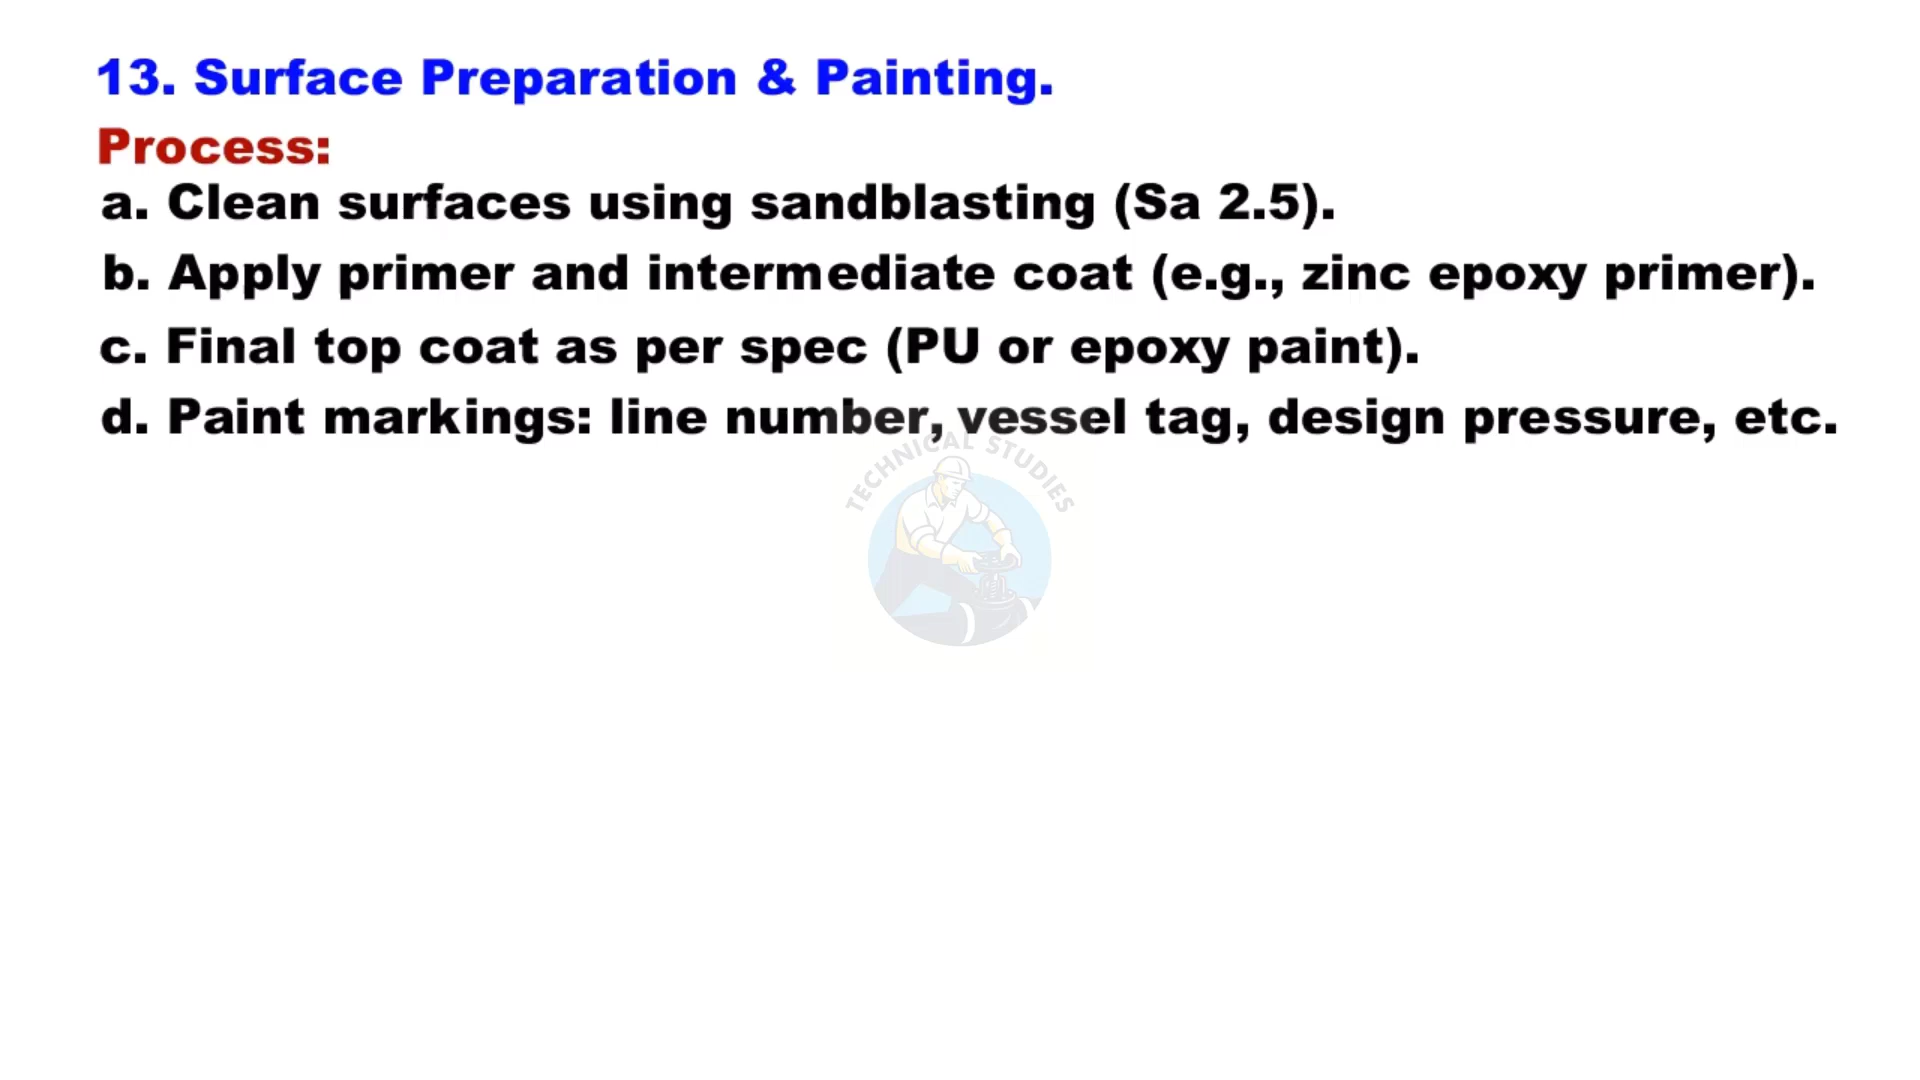 13. Surface Preparation & Painting.
Process:
a. Clean surfaces using sandblasting (Sa 2.5).
b. Apply primer and intermediate coat (e.g., zinc epoxy primer).
c. Final top coat as per spec (PU or epoxy paint).
d. Paint markings: line number, vessel tag, design pressure, etc.
TECHNICAL STUDIES